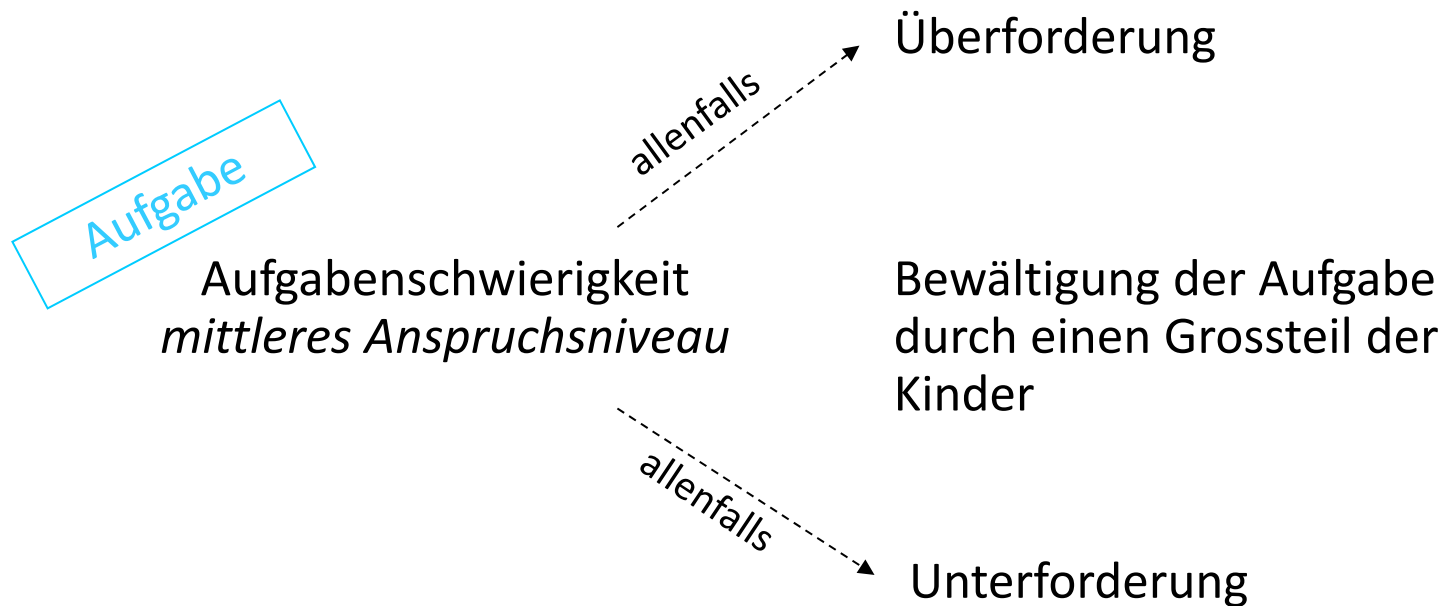 Überforderung
allenfalls
Aufgabe
Aufgabenschwierigkeit
mittleres Anspruchsniveau
Bewältigung der Aufgabe
durch einen Grossteil der
Kinder
allenfalls
Unterforderung